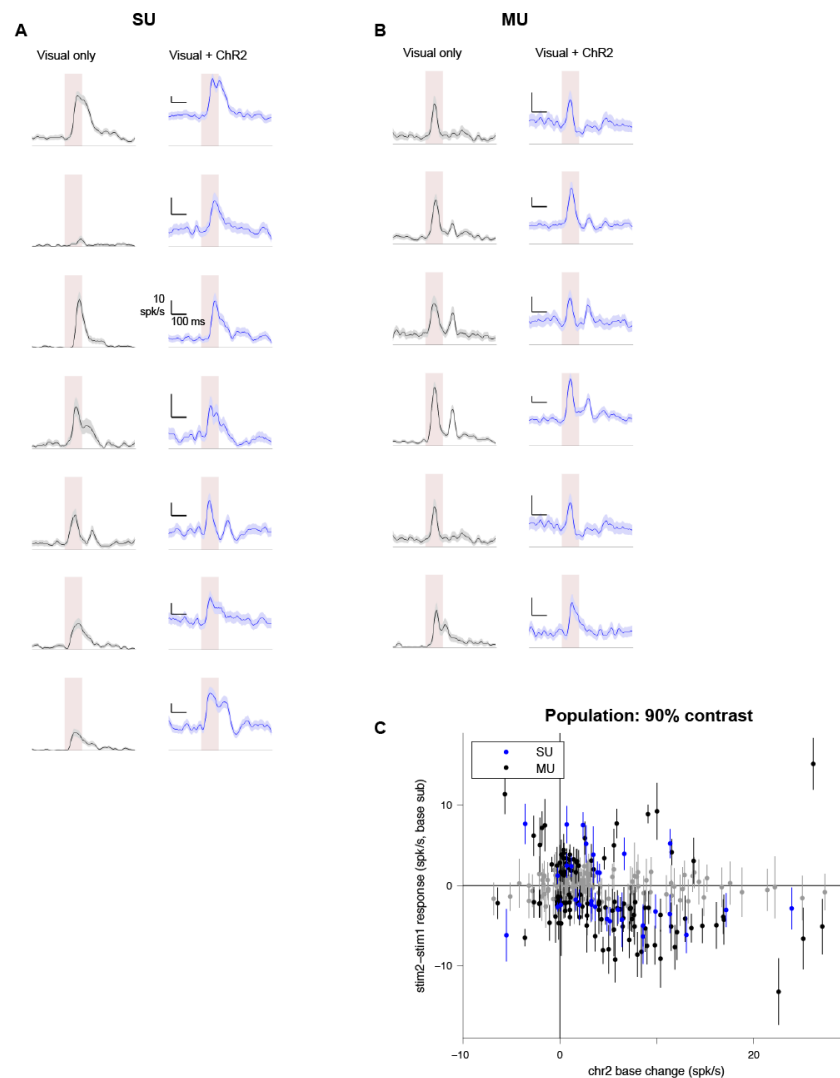 SU
MU
A
B
Visual only
Visual + ChR2
Visual only
Visual + ChR2
10
spk/s
100 ms
C
Population: 90% contrast
SU
MU
10
0
−10
stim2−stim1 response (spk/s, base sub)
−10
0
20
chr2 base change (spk/s)